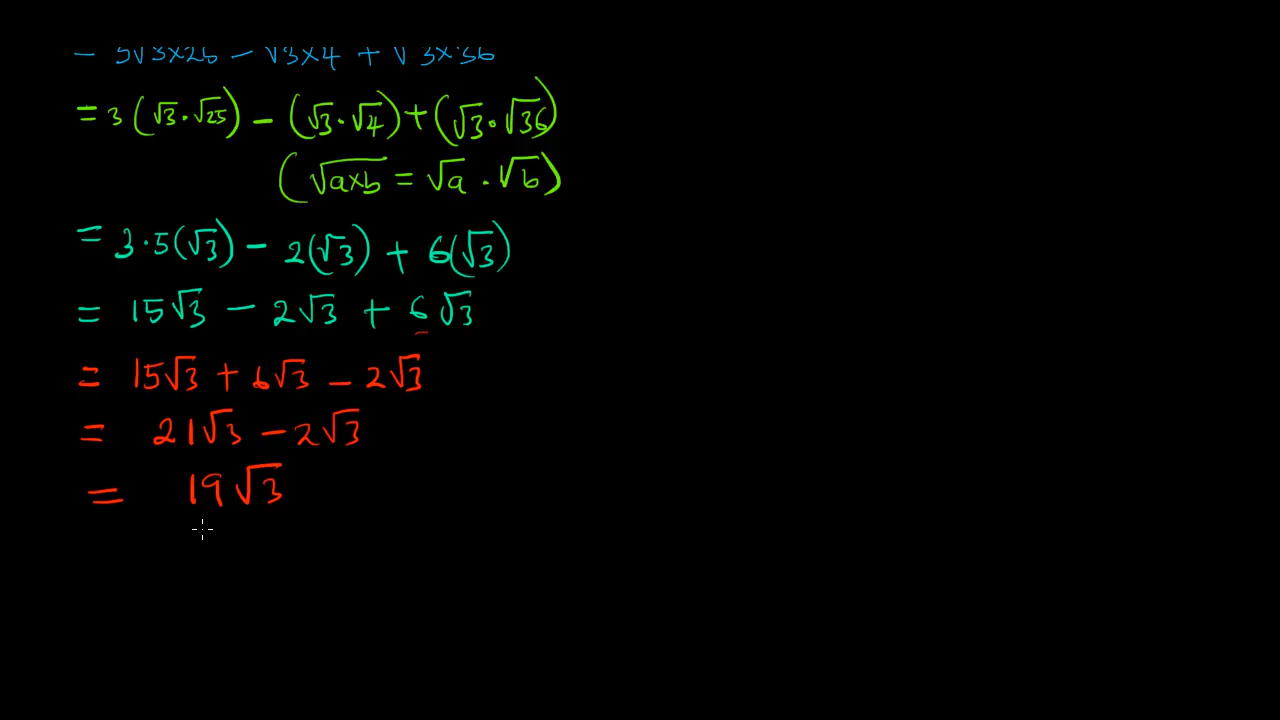 = 3√3×25 − √3×4 + √3×36
= 3 (√3·√25) − (√3·√4) + (√3·√36)
(√a×b = √a · √b)
= 3·5(√3) − 2(√3) + 6(√3)
= 15√3 − 2√3 + 6√3
= 15√3 + 6√3 − 2√3
= 21√3 − 2√3
= 19√3